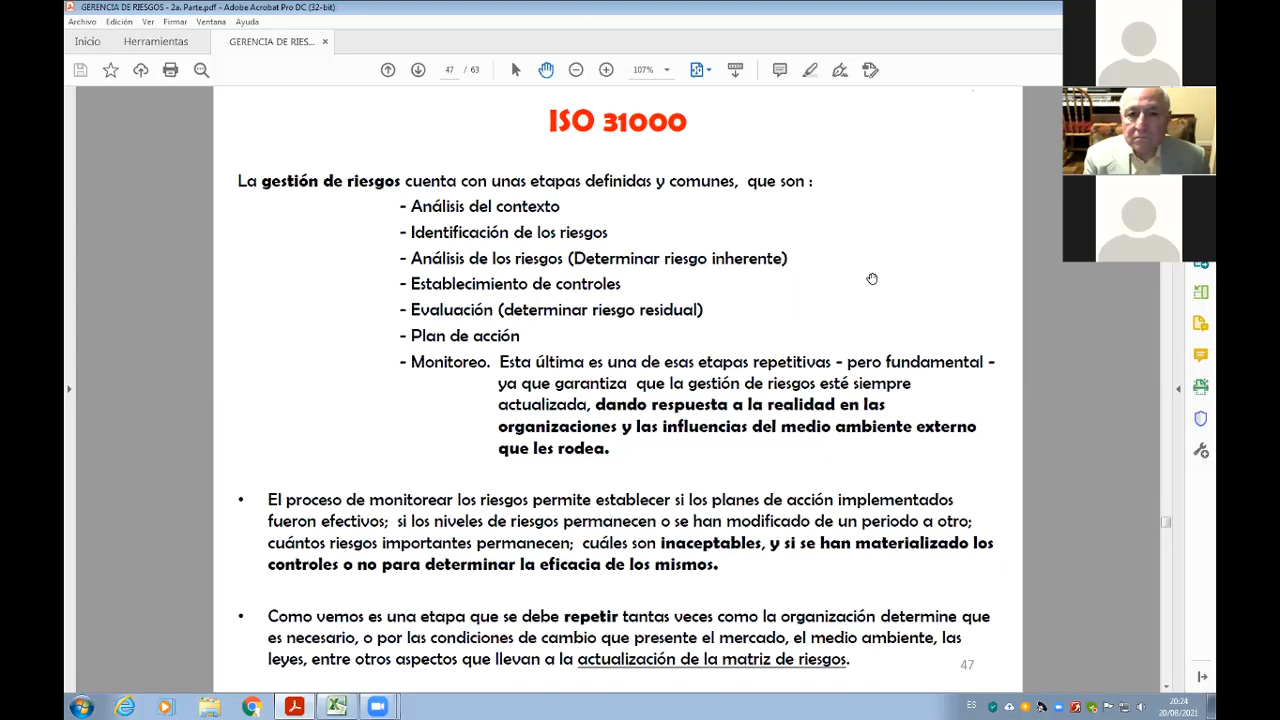 GERENCIA DE RIESGOS - 2a. Parte.pdf - Adobe Acrobat Pro DC (32-bit)
Archivo Edición Ver Firmar Ventana Ayuda
Inicio Herramientas GERENCIA DE RIES... ×
47 / 63 107%
ISO 31000
La gestión de riesgos cuenta con unas etapas definidas y comunes, que son :
- Análisis del contexto
- Identificación de los riesgos
- Análisis de los riesgos (Determinar riesgo inherente)
- Establecimiento de controles
- Evaluación (determinar riesgo residual)
- Plan de acción
- Monitoreo. Esta última es una de esas etapas repetitivas - pero fundamental -
ya que garantiza que la gestión de riesgos esté siempre
actualizada, dando respuesta a la realidad en las
organizaciones y las influencias del medio ambiente externo
que les rodea.
• El proceso de monitorear los riesgos permite establecer si los planes de acción implementados
fueron efectivos; si los niveles de riesgos permanecen o se han modificado de un periodo a otro;
cuántos riesgos importantes permanecen; cuáles son inaceptables, y si se han materializado los
controles o no para determinar la eficacia de los mismos.
• Como vemos es una etapa que se debe repetir tantas veces como la organización determine que
es necesario, o por las condiciones de cambio que presente el mercado, el medio ambiente, las
leyes, entre otros aspectos que llevan a la actualización de la matriz de riesgos.
47
ES
20:24
20/08/2021